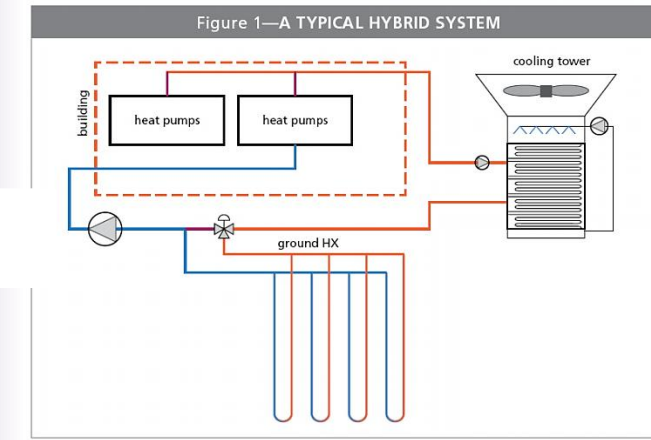 Figure 1—A TYPICAL HYBRID SYSTEM
cooling tower
building
heat pumps
heat pumps
ground HX